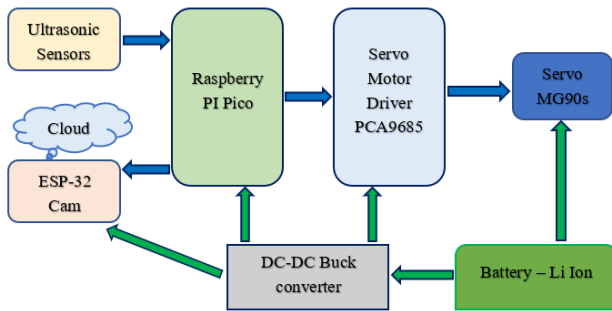 Ultrasonic
Sensors
Raspberry
PI Pico
Servo
Motor
Driver
PCA9685
Servo
MG90s
Cloud
ESP-32
Cam
DC-DC Buck
converter
Battery – Li Ion